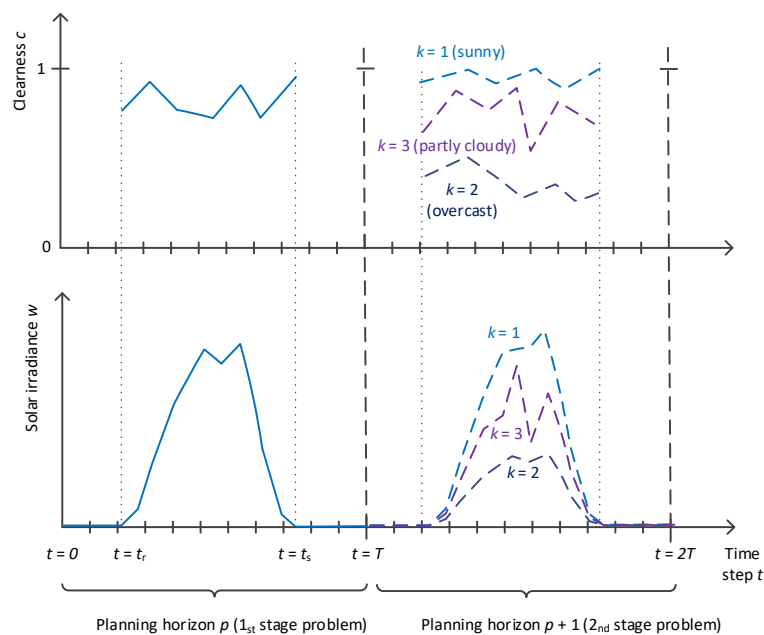 Clearness c
1
0
k = 1 (sunny)
k = 3 (partly cloudy)
k = 2
(overcast)
Solar irradiance w
k = 1
k = 3
k = 2
t = 0
t = tr
t = ts
t = T
t = 2T
Time
step t
Planning horizon p (1st stage problem)
Planning horizon p + 1 (2nd stage problem)